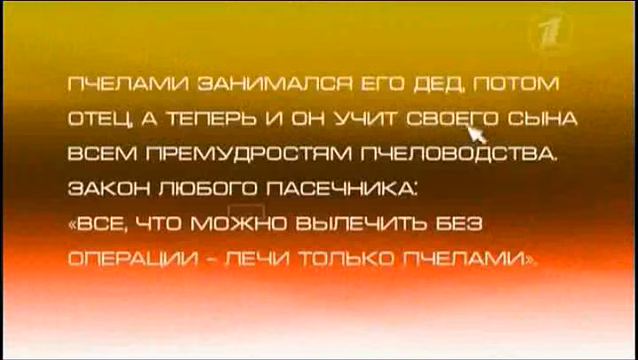 ПЧЕЛАМИ ЗАНИМАЛСЯ ЕГО ДЕД, ПОТОМ
ОТЕЦ, А ТЕПЕРЬ И ОН УЧИТ СВОЕГО СЫНА
ВСЕМ ПРЕМУДРОСТЯМ ПЧЕЛОВОДСТВА.
ЗАКОН ЛЮБОГО ПАСЕЧНИКА:
«ВСЕ, ЧТО МОЖНО ВЫЛЕЧИТЬ БЕЗ
ОПЕРАЦИИ – ЛЕЧИ ТОЛЬКО ПЧЕЛАМИ».